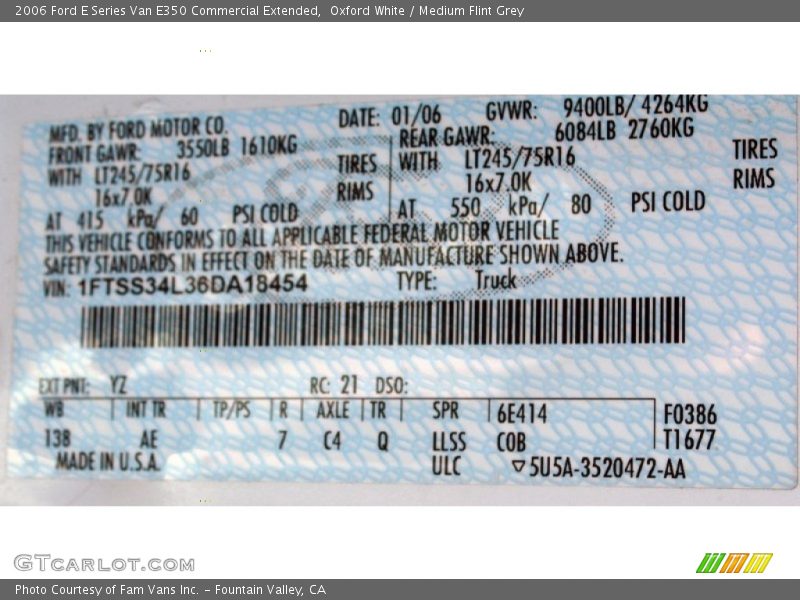 2006 Ford E Series Van E350 Commercial Extended,  Oxford White / Medium Flint Grey
MFD. BY FORD MOTOR CO. DATE: 01/06 GVWR: 9400LB/ 4264KG
FRONT GAWR: 3550LB 1610KG REAR GAWR: 6084LB 2760KG
WITH LT245/75R16 TIRES WITH LT245/75R16 TIRES
16x7.0K RIMS 16x7.0K RIMS
AT 415 kPa/ 60 PSI COLD AT 550 kPa/ 80 PSI COLD
THIS VEHICLE CONFORMS TO ALL APPLICABLE FEDERAL MOTOR VEHICLE
SAFETY STANDARDS IN EFFECT ON THE DATE OF MANUFACTURE SHOWN ABOVE.
VIN: 1FTSS34L36DA18454 TYPE: Truck
EXT PNT: YZ RC: 21 DSO:
WB INT TR TP/PS R AXLE TR SPR 6E414 F0386
138 AE 7 C4 Q LLSS COB T1677
MADE IN U.S.A. ULC ▽5U5A-3520472-AA
GTCARLOT.COM
Photo Courtesy of Fam Vans Inc. - Fountain Valley, CA